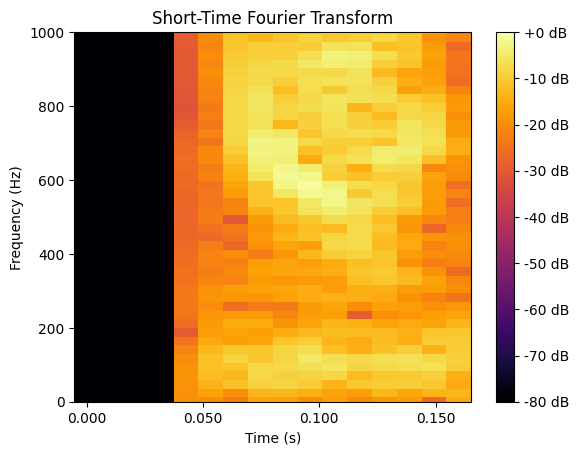 Short-Time Fourier Transform
1000
800
600
400
200
0
Frequency (Hz)
0.000
0.050
0.100
0.150
Time (s)
+0 dB
-10 dB
-20 dB
-30 dB
-40 dB
-50 dB
-60 dB
-70 dB
-80 dB